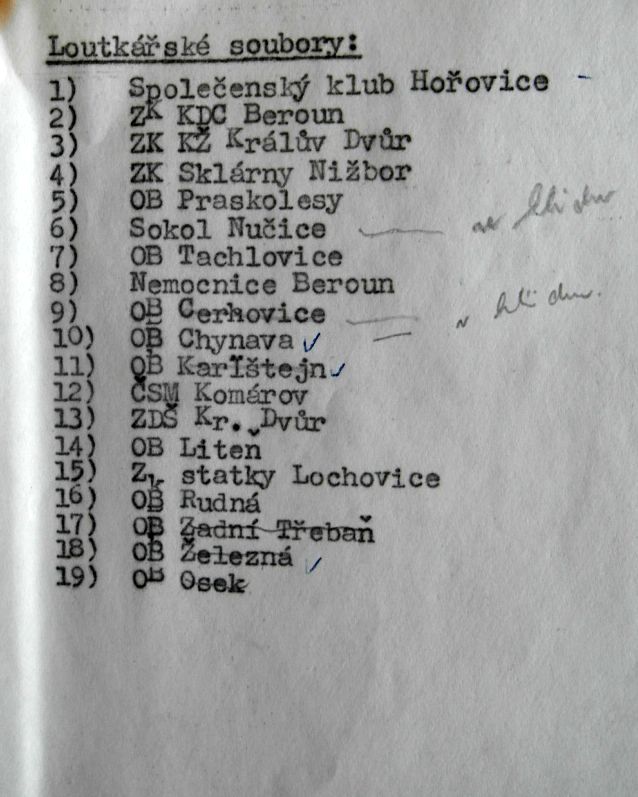 Loutkářské soubory:
1) Společenský klub Hořovice
2) ZK KDC Beroun
3) ZK KŽ Králův Dvůr
4) ZK Sklárny Nižbor
5) OB Praskolesy
6) Sokol Nučice
7) OB Tachlovice
8) Nemocnice Beroun
9) OB Cerhovice
10) OB Chynava
11) OB Karlštejn
12) ČSM Komárov
13) ZDŠ Kr. Dvůr
14) OB Liteň
15) Z. statky Lochovice
16) OB Rudná
17) OB Zadní Třebaň
18) OB Železná
19) OB Osek